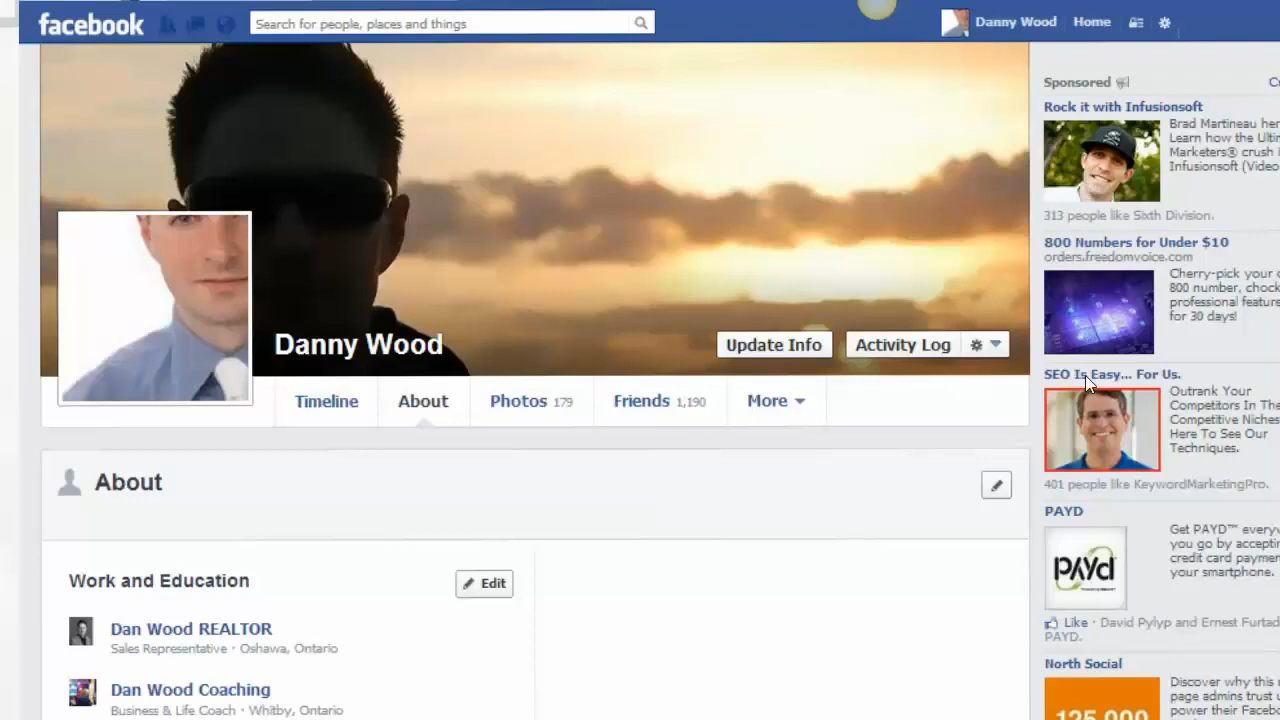 facebook
Search for people, places and things
Danny Wood
Home
Danny Wood
Update Info
Activity Log
Timeline
About
Photos 179
Friends 1,190
More
About
Work and Education
Edit
Dan Wood REALTOR
Sales Representative · Oshawa, Ontario
Dan Wood Coaching
Business & Life Coach · Whitby, Ontario
Sponsored
Rock it with Infusionsoft
Brad Martineau her
Learn how the Ulti
Marketers® crush
Infusionsoft (Video
313 people like Sixth Division.
800 Numbers for Under $10
orders.freedomvoice.com
Cherry-pick your
800 number, chock
professional feature
for 30 days!
SEO Is Easy... For Us.
Outrank Your
Competitors In The
Competitive Niches
Here To See Our
Techniques.
401 people like KeywordMarketingPro.
PAYD
Get PAYD™ everyw
you go by accepti
credit card payme
your smartphone.
PAYD
Like · David Pylyp and Ernest Furtad
PAYD.
North Social
Discover why this
page admins trust
power their Facebo
125,000